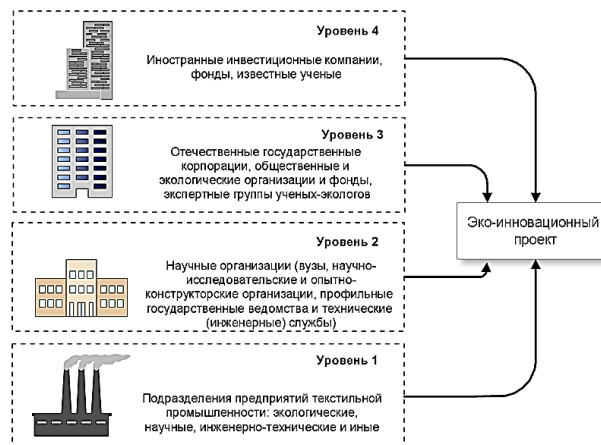 Уровень 4
Иностранные инвестиционные компании,
фонды, известные ученые
Уровень 3
Отечественные государственные
корпорации, общественные и
экологические организации и фонды,
экспертные группы ученых-экологов
Эко-инновационный
проект
Уровень 2
Научные организации (вузы, научно-
исследовательские и опытно-
конструкторские организации, профильные
государственные ведомства и технические
(инженерные) службы)
Уровень 1
Подразделения предприятий текстильной
промышленности: экологические,
научные, инженерно-технические и иные